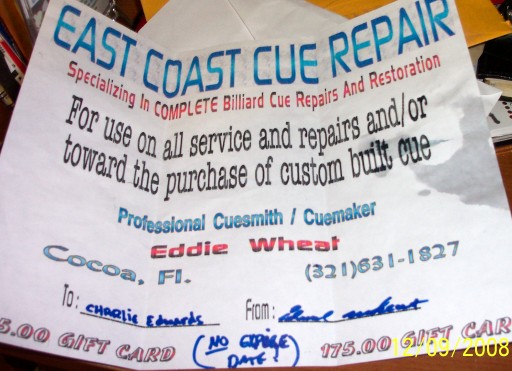 EAST COAST CUE REPAIR
Specializing In COMPLETE Billiard Cue Repairs And Restoration
For use on all service and repairs and/or
toward the purchase of custom built cue
Professional Cuesmith / Cuemaker
Eddie Wheat
Cocoa, Fl.
(321)631-1827
To: CHARLIE Edwards
From:
5.00 GIFT CARD
(NO EXPIRE DATE!)
175.00 GIFT CAR
12/09/2008